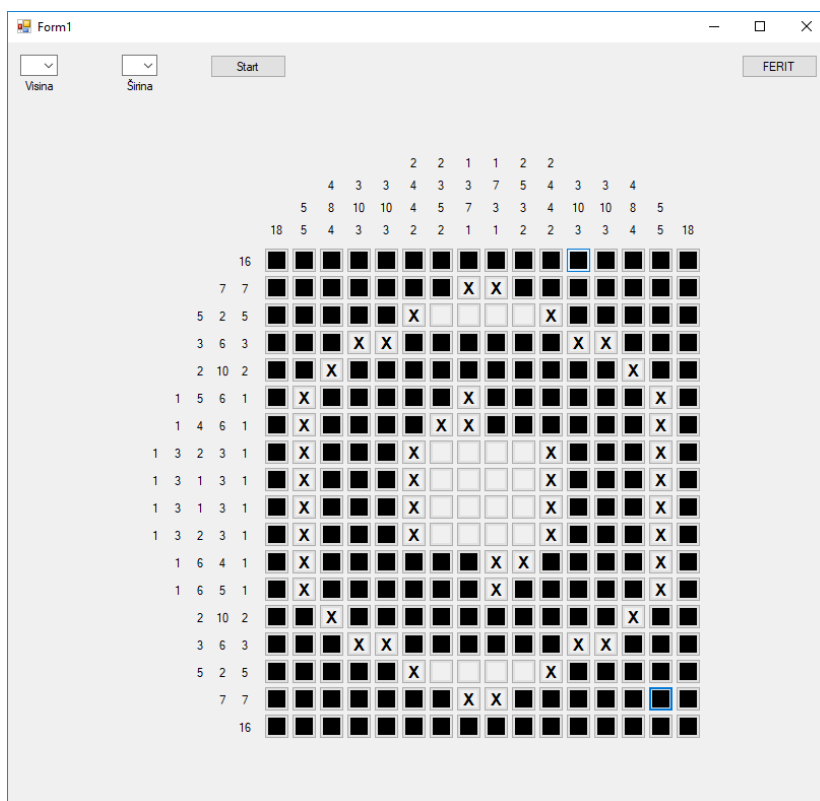 Form1
Start
FERIT
Visina Širina
2 2 1 1 2 2
4 3 3 4 3 3 7 5 4 3 3 4
5 8 10 10 4 5 7 3 3 4 10 10 8 5
18 5 4 3 3 2 2 1 1 2 2 3 3 4 5 18
16
7 7 X X
5 2 5 X X
3 6 3 X X X X
2 10 2 X X
1 5 6 1 X X X
1 4 6 1 X X X X
1 3 2 3 1 X X X X
1 3 1 3 1 X X X X
1 3 1 3 1 X X X X
1 3 2 3 1 X X X X
1 6 4 1 X X X X
1 6 5 1 X X X
2 10 2 X X
3 6 3 X X X X
5 2 5 X X
7 7 X X
16